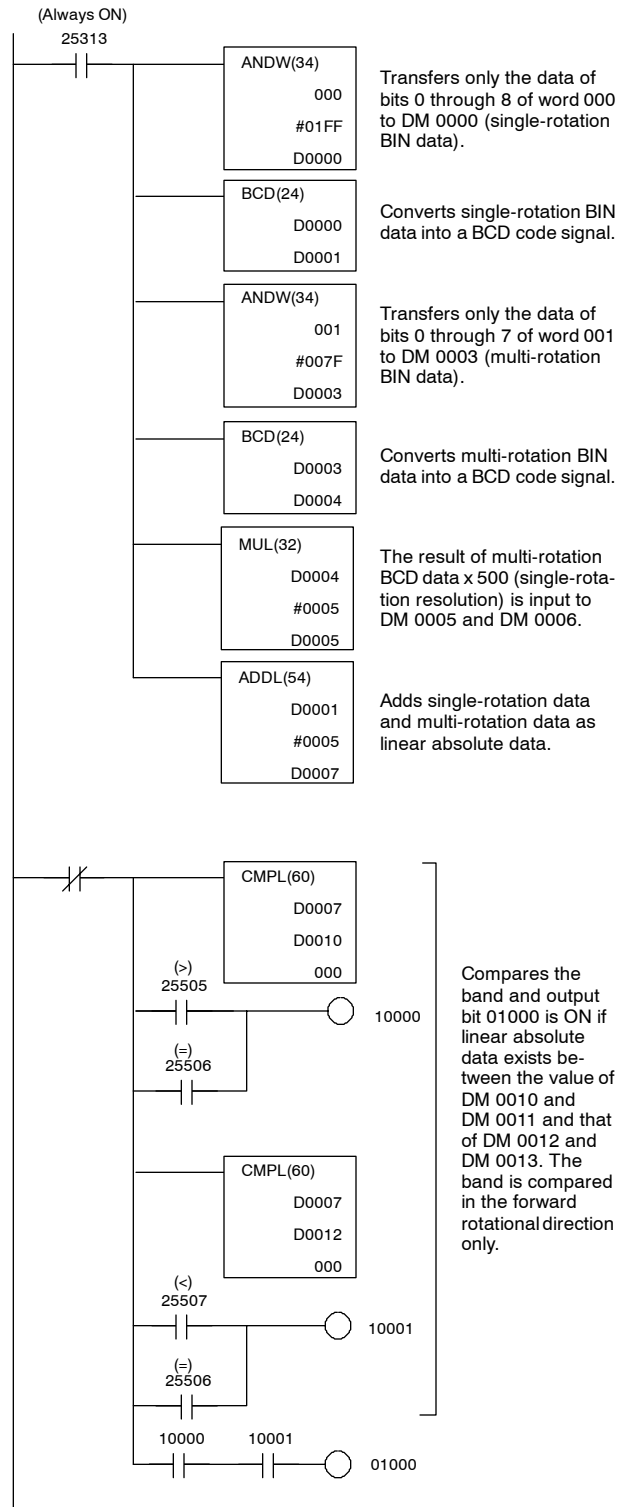 (Always ON)
25313
ANDW(34)
000
#01FF
D0000
Transfers only the data of
bits 0 through 8 of word 000
to DM 0000 (single-rotation
BIN data).
BCD(24)
D0000
D0001
Converts single-rotation BIN
data into a BCD code signal.
ANDW(34)
001
#007F
D0003
Transfers only the data of
bits 0 through 7 of word 001
to DM 0003 (multi-rotation
BIN data).
BCD(24)
D0003
D0004
Converts multi-rotation BIN
data into a BCD code signal.
MUL(32)
D0004
#0005
D0005
The result of multi-rotation
BCD data x 500 (single-rota-
tion resolution) is input to
DM 0005 and DM 0006.
ADDL(54)
D0001
#0005
D0007
Adds single-rotation data
and multi-rotation data as
linear absolute data.
CMPL(60)
D0007
D0010
000
(>)
25505
10000
(=)
25506
CMPL(60)
D0007
D0012
000
(<)
25507
10001
(=)
25506
10000
10001
01000
Compares the
band and output
bit 01000 is ON if
linear absolute
data exists be-
tween the value of
DM 0010 and
DM 0011 and that
of DM 0012 and
DM 0013. The
band is compared
in the forward
rotational direction
only.